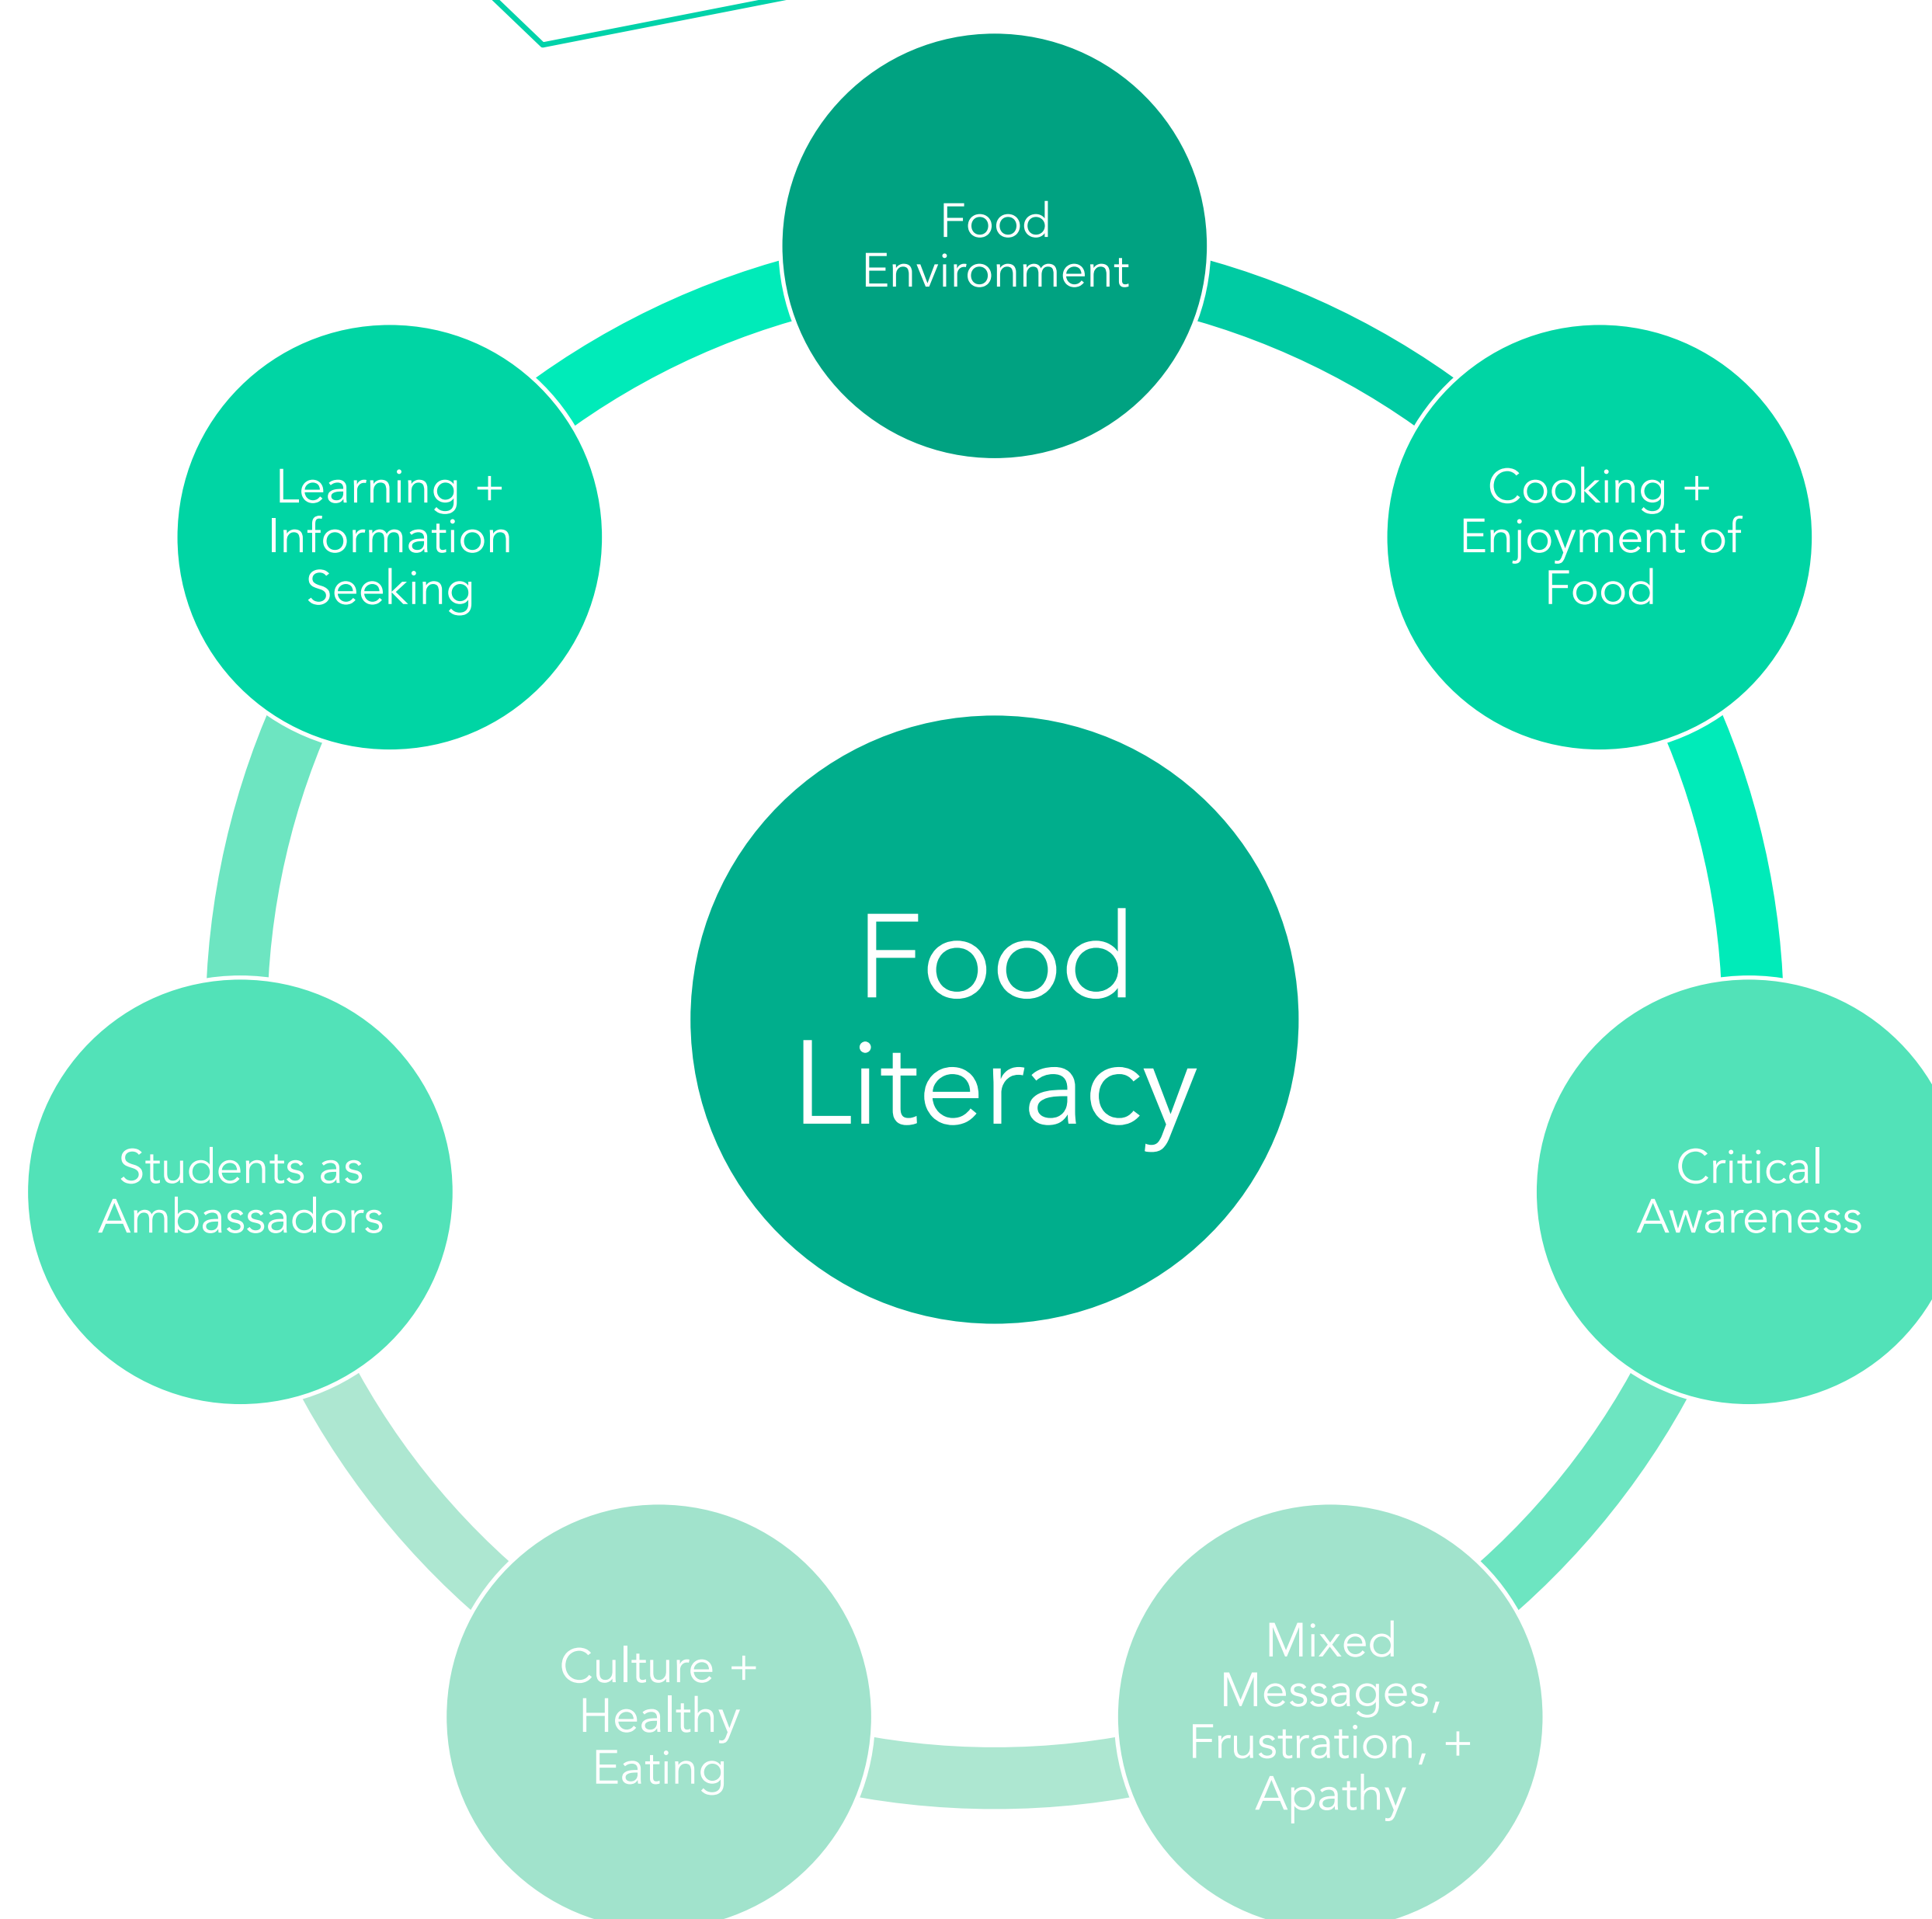 Food
Environment
Learning +
Information
Seeking
Cooking +
Enjoyment of
Food
Food
Literacy
Students as
Ambassadors
Critical
Awareness
Culture +
Healthy
Eating
Mixed
Messages,
Frustration, +
Apathy